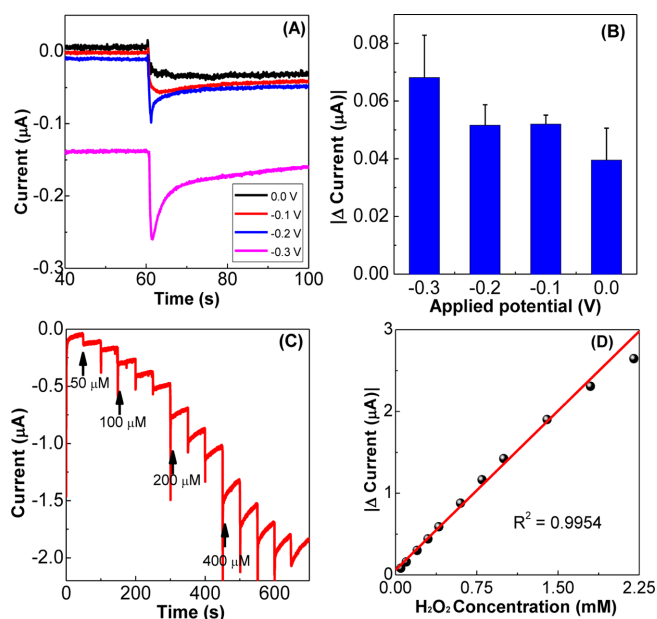 (A)
0.0
-0.1
-0.2
-0.3
Current (μA)
0.0 V
-0.1 V
-0.2 V
-0.3 V
40
60
80
100
Time (s)
(B)
0.08
0.06
0.04
0.02
0.00
|Δ Current (μA)|
-0.3
-0.2
-0.1
0.0
Applied potential (V)
(C)
0.0
-0.5
-1.0
-1.5
-2.0
Current (μA)
50 μM
100 μM
200 μM
400 μM
0
200
400
600
Time (s)
(D)
3
2
1
0
|Δ Current (μA)|
R² = 0.9954
0.00
0.75
1.50
2.25
H₂O₂ Concentration (mM)